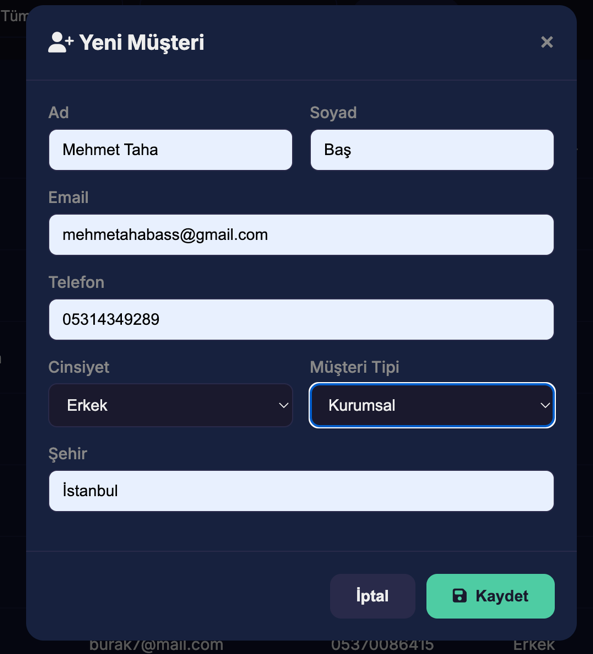 Tüm
Yeni Müşteri
×
Ad
Soyad
Mehmet Taha
Baş
Email
mehmetahabass@gmail.com
Telefon
05314349289
Cinsiyet
Müşteri Tipi
Erkek
Kurumsal
Şehir
İstanbul
İptal
Kaydet
burak7@mail.com
05370086415
Erkek